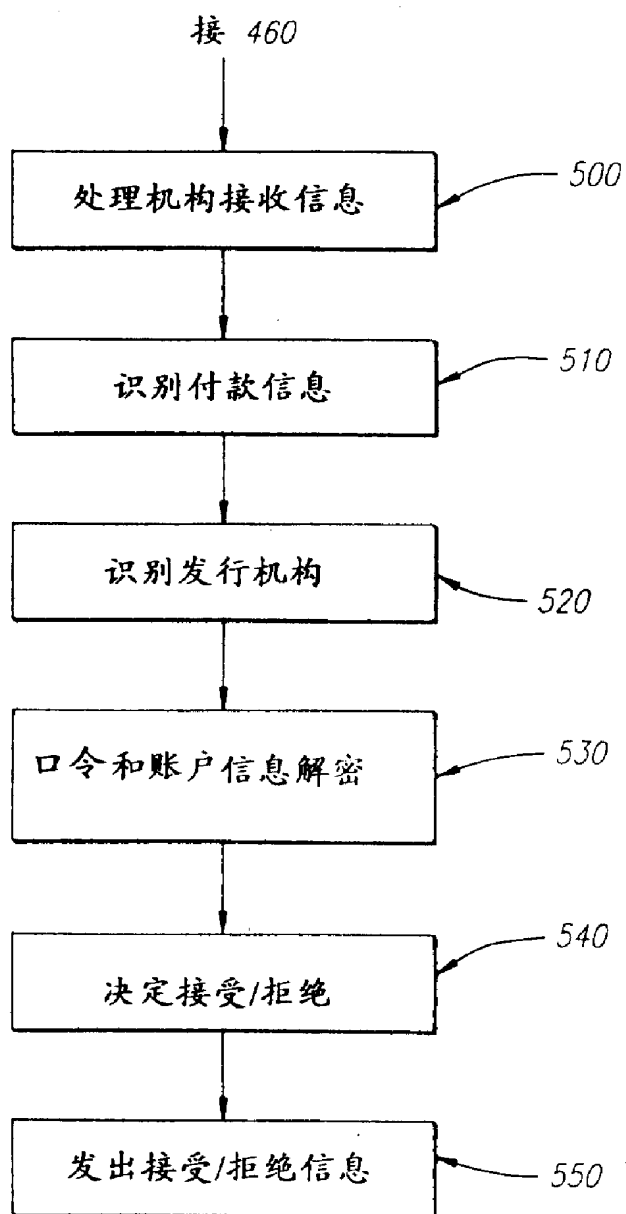 接 460
处理机构接收信息
500
识别付款信息
510
识别发行机构
520
口令和账户信息解密
530
决定接受/拒绝
540
发出接受/拒绝信息
550